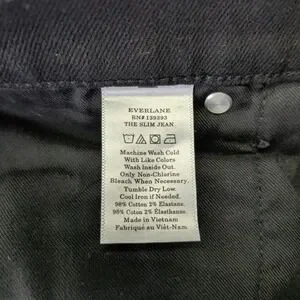 EVERLANE
RN# 139393
THE SLIM JEAN
Machine Wash Cold
With Like Colors
Wash Inside Out.
Only Non-Chlorine
Bleach When Necessary.
Tumble Dry Low.
Cool Iron if Needed.
98% Cotton 2% Elastane.
98% Coton 2% Élasthanne.
Made in Vietnam
Fabriqué au Việt-Nam